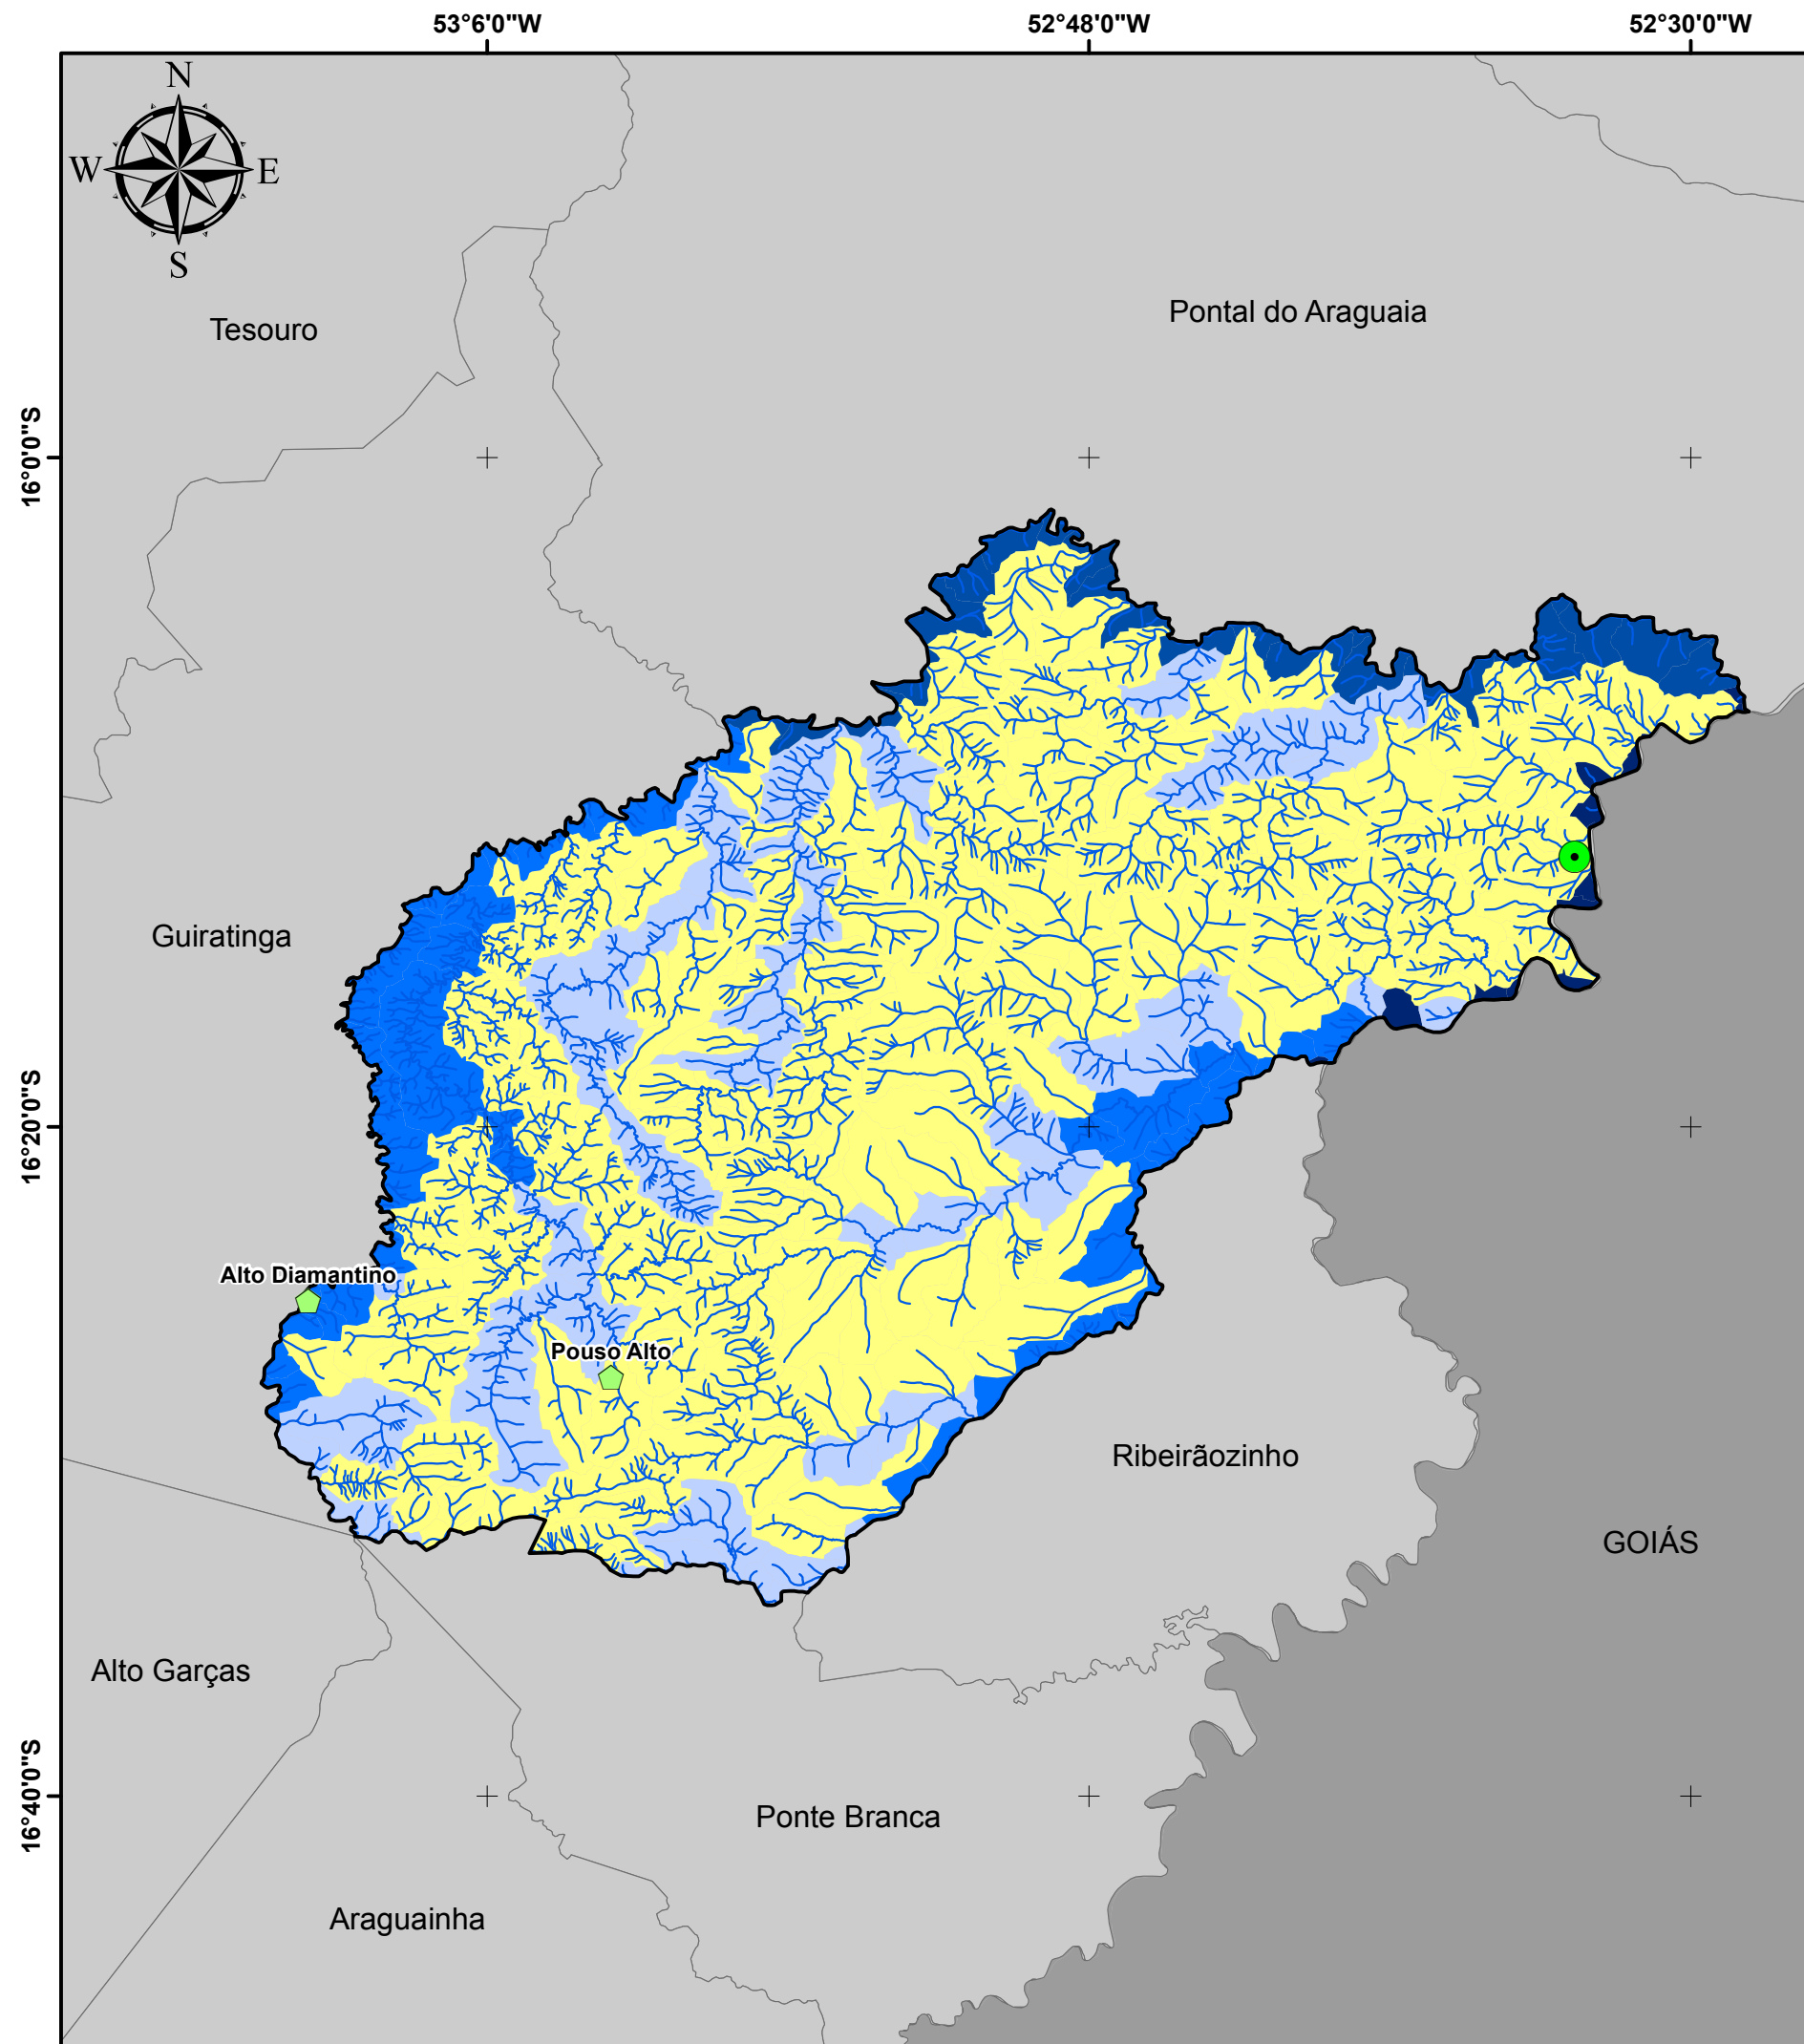 53°6'0"W
52°48'0"W
52°30'0"W
N
W
E
S
Tesouro
Pontal do Araguaia
16°0'0"S
Guiratinga
16°20'0"S
Alto Diamantino
Pouso Alto
Ribeirãozinho
GOIÁS
Alto Garças
16°40'0"S
Ponte Branca
Araguainha